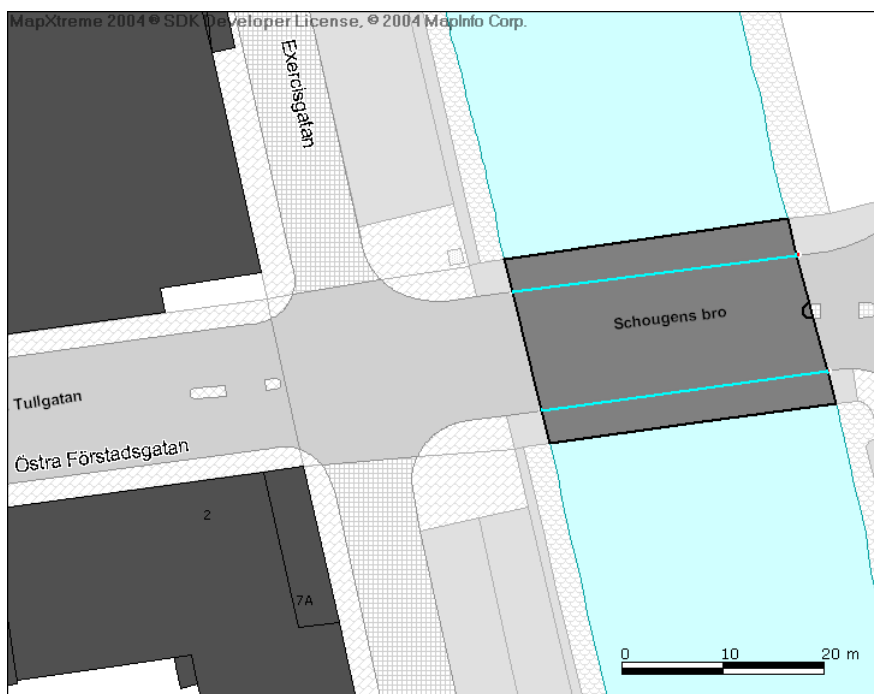 MapXtreme 2004 ® SDK Developer License, © 2004 MapInfo Corp.
Exercisgatan
Schougens bro
Tullgatan
Östra Förstadsgatan
2
7A
0 10 20 m